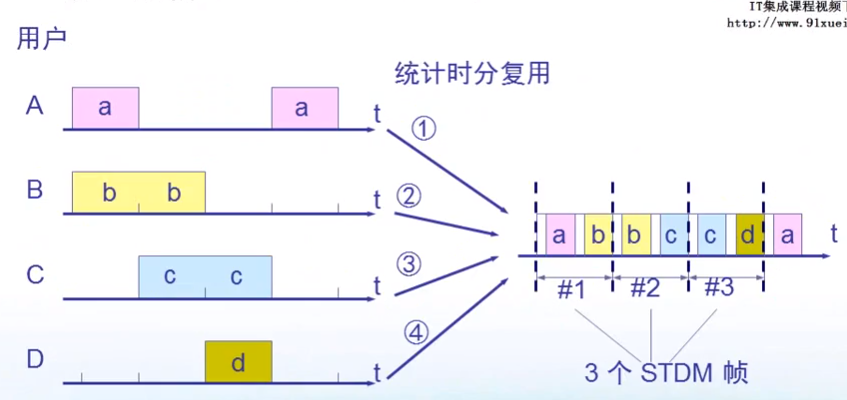 IT集成课程视频
http://www.91xuei
用户
统计时分复用
A a a t ①
B b b t ②
C c c t ③
D d t ④
a b b c c d a t
#1 #2 #3
3 个 STDM 帧